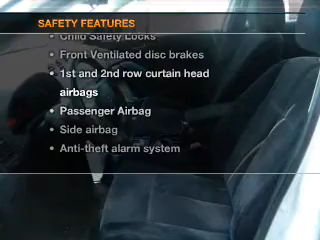 SAFETY FEATURES
• Child Safety Locks
• Front Ventilated disc brakes
• 1st and 2nd row curtain head
airbags
• Passenger Airbag
• Side airbag
• Anti-theft alarm system